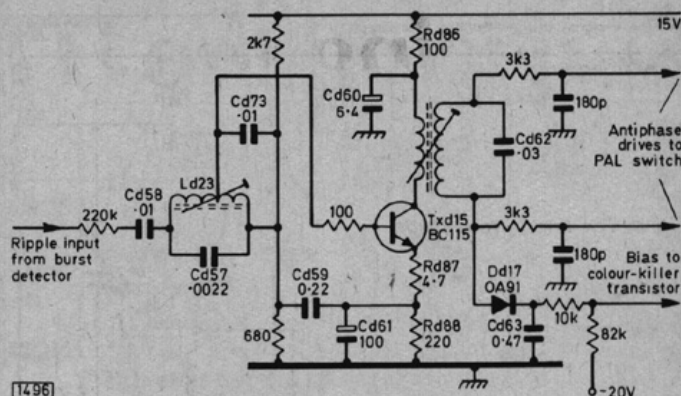 15V
2k7
Rd86
100
3k3
Cd60
6.4
180p
Cd73
.01
Cd62
.03
Antiphase
drives to
PAL switch
Cd58
.01
Ld23
220k
100
Txd15
BC115
3k3
Ripple input
from burst
detector
Cd57
.0022
180p
Bias to
colour-killer
transistor
Cd59
0.22
Rd87
4.7
Dd17
OA91
10k
680
Cd61
100
Rd88
220
Cd63
0.47
82k
-20V
1496